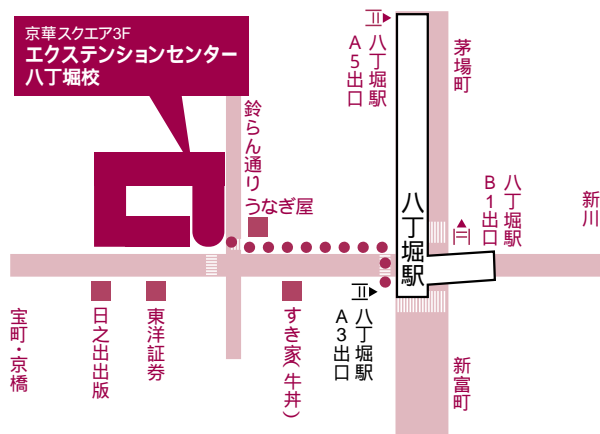 京華スクエア3F
エクステンションセンター
八丁堀校
鈴らん通り
うなぎ屋
八丁堀駅
A5出口
茅場町
八丁堀駅
B1出口
新川
八丁堀駅
宝町・京橋
日之出出版
東洋証券
すき家(牛丼)
八丁堀駅
A3出口
新富町